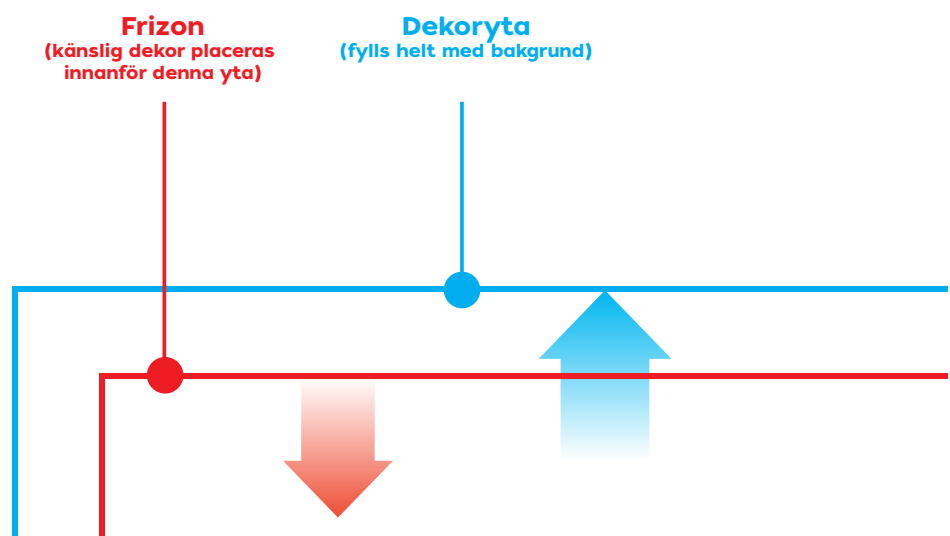 Frizon
(känslig dekor placeras
innanför denna yta)
Dekoryta
(fylls helt med bakgrund)